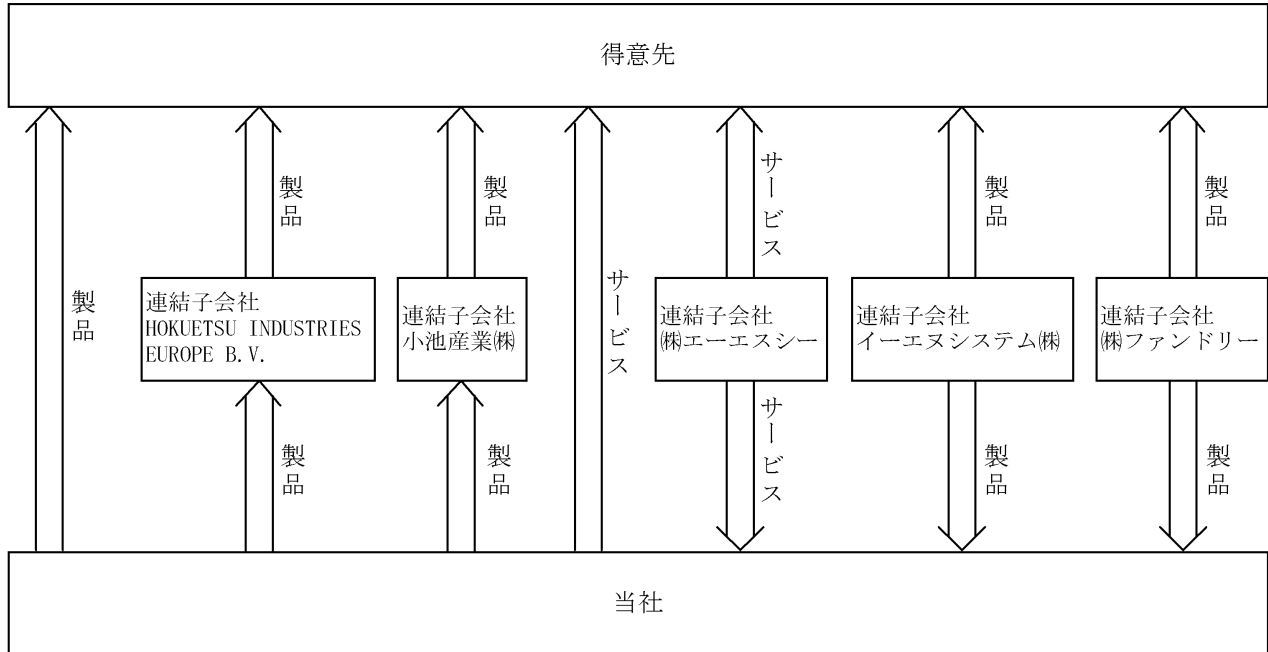 得意先
製品
製品
サービス
製品
製品
製品
サービス
連結子会社
HOKUETSU INDUSTRIES
EUROPE B.V.
連結子会社
小池産業㈱
連結子会社
㈱エーエスシー
連結子会社
イーエヌシステム㈱
連結子会社
㈱ファンドリー
製品
製品
サービス
製品
製品
当社